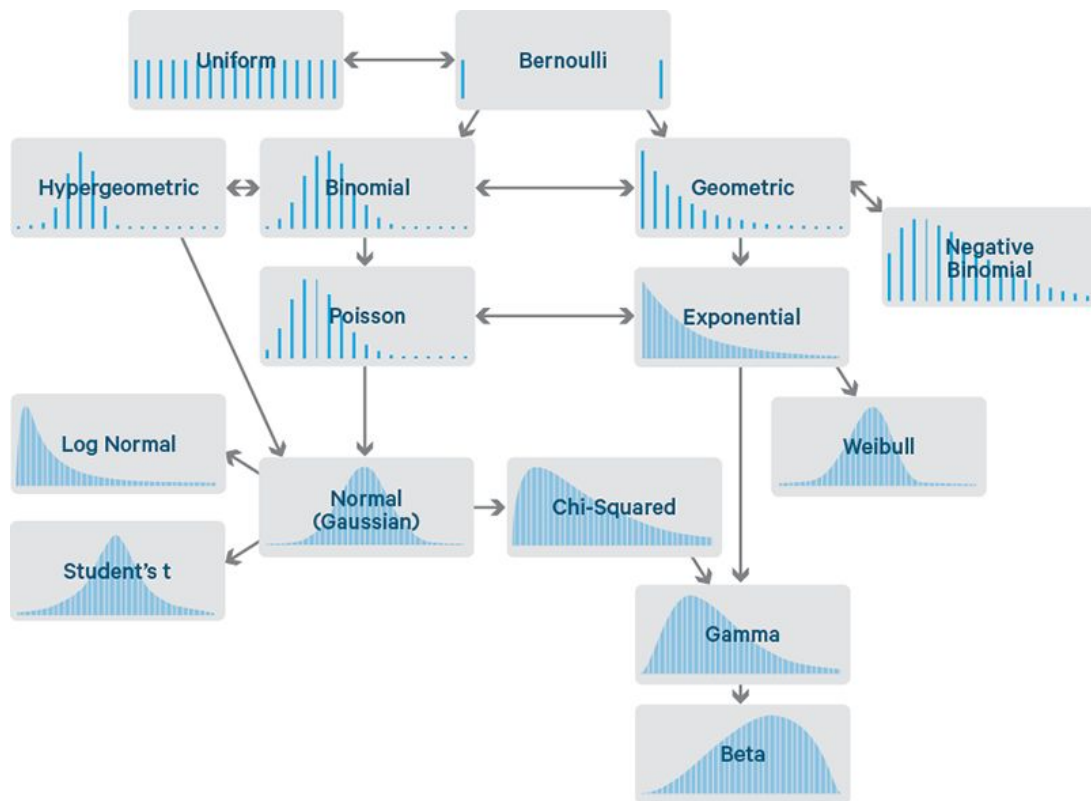 Uniform
Bernoulli
Hypergeometric
Binomial
Geometric
Negative
Binomial
Poisson
Exponential
Log Normal
Weibull
Normal
(Gaussian)
Chi-Squared
Student's t
Gamma
Beta